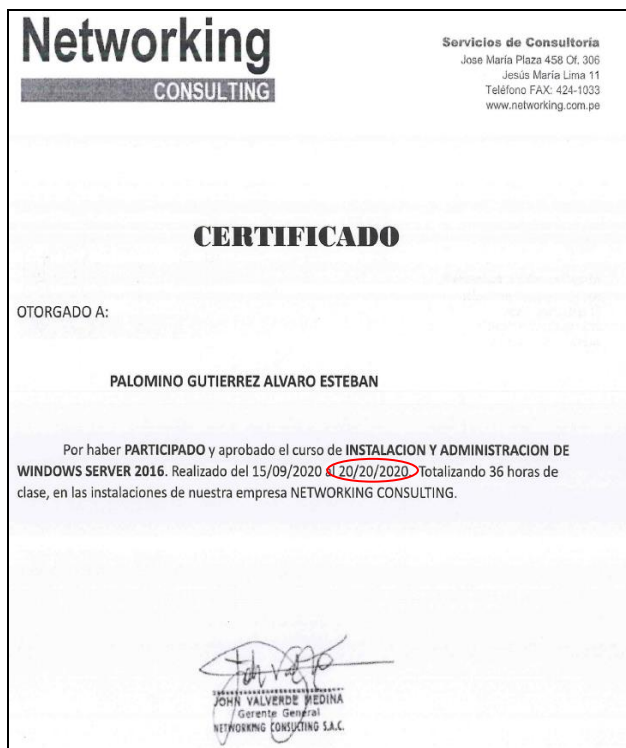 Networking
CONSULTING
Servicios de Consultoría
Jose María Plaza 458 Of. 306
Jesús María Lima 11
Teléfono FAX: 424-1033
www.networking.com.pe
CERTIFICADO
OTORGADO A:
PALOMINO GUTIERREZ ALVARO ESTEBAN
Por haber PARTICIPADO y aprobado el curso de INSTALACION Y ADMINISTRACION DE
WINDOWS SERVER 2016. Realizado del 15/09/2020 al 20/20/2020. Totalizando 36 horas de
clase, en las instalaciones de nuestra empresa NETWORKING CONSULTING.
JOHN VALVERDE MEDINA
Gerente General
NETWORKING CONSULTING S.A.C.